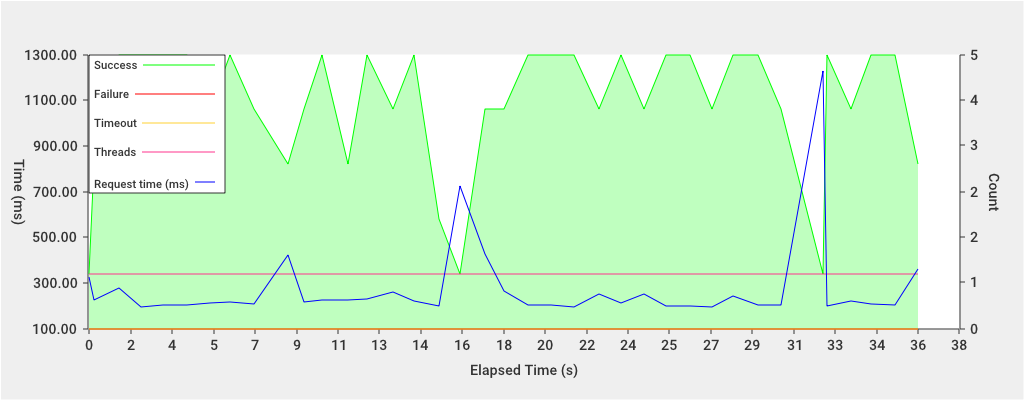 1300.00
1100.00
900.00
700.00
500.00
300.00
100.00
Time (ms)
Success
Failure
Timeout
Threads
Request time (ms)
5
4
3
2
2
1
0
Count
0 2 4 5 7 9 11 13 14 16 18 20 22 23 25 27 29 31 32 34 36 38
Elapsed Time (s)